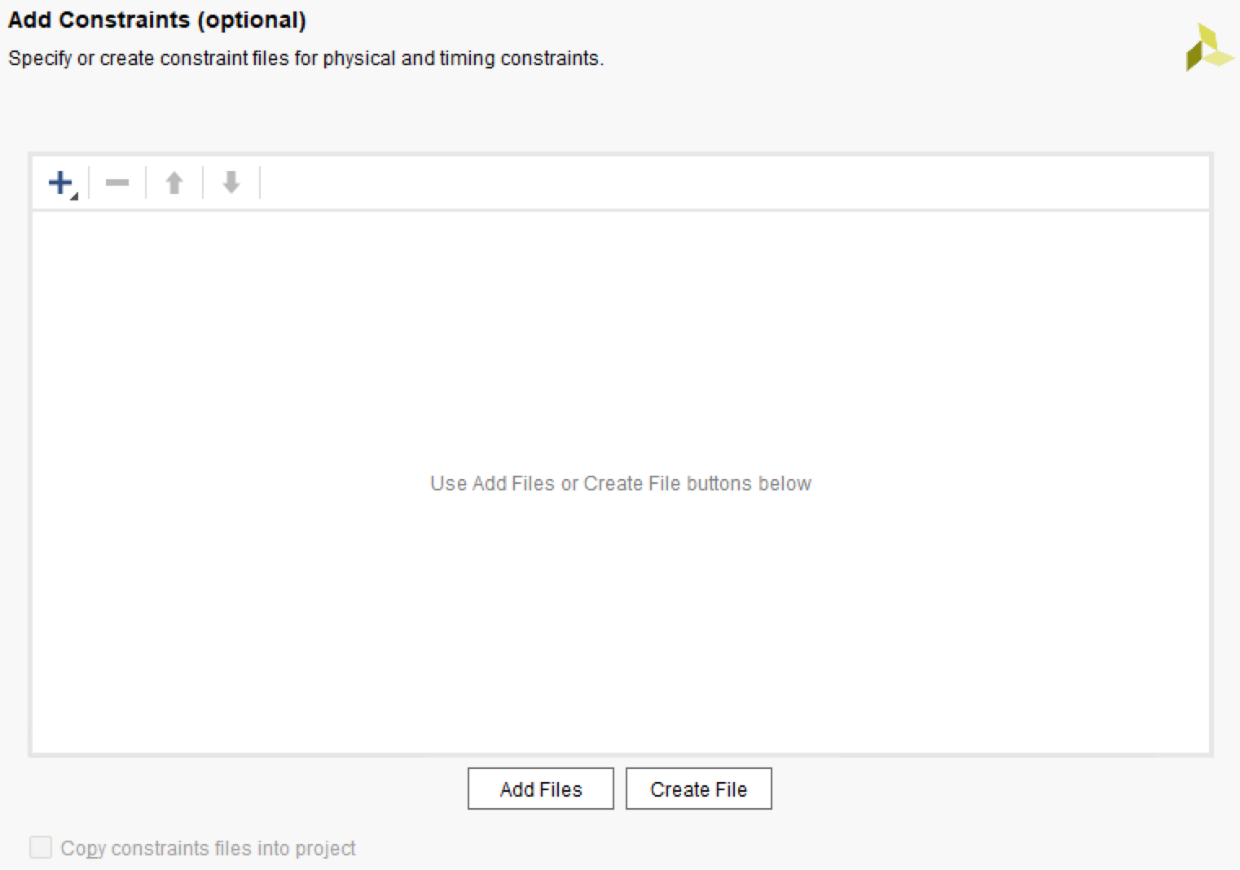 Add Constraints (optional)
Specify or create constraint files for physical and timing constraints.
Use Add Files or Create File buttons below
Add Files
Create File
Copy constraints files into project